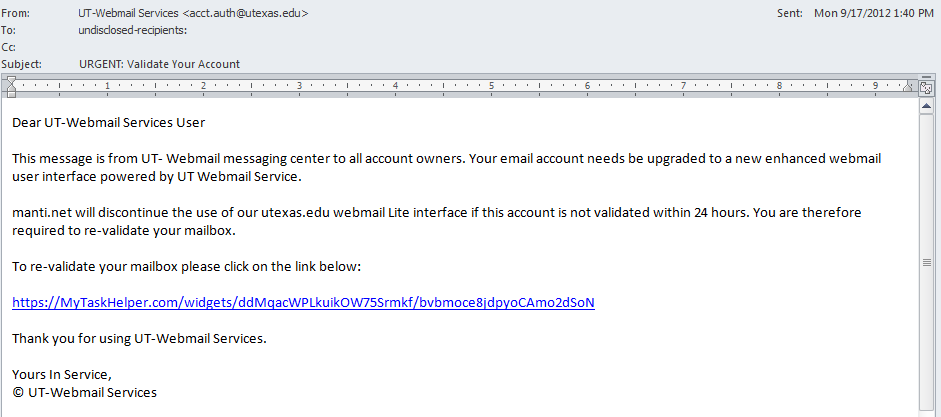 From: UT-Webmail Services <acct.auth@utexas.edu> Sent: Mon 9/17/2012 1:40 PM
To: undisclosed-recipients:
Cc:
Subject: URGENT: Validate Your Account
1 2 3 4 5 6 7 8 9
Dear UT-Webmail Services User
This message is from UT- Webmail messaging center to all account owners. Your email account needs be upgraded to a new enhanced webmail
user interface powered by UT Webmail Service.
manti.net will discontinue the use of our utexas.edu webmail Lite interface if this account is not validated within 24 hours. You are therefore
required to re-validate your mailbox.
To re-validate your mailbox please click on the link below:
https://MyTaskHelper.com/widgets/ddMqacWPLkuikOW75Srmkf/bvbmoce8jdpyoCAmo2dSoN
Thank you for using UT-Webmail Services.
Yours In Service,
© UT-Webmail Services